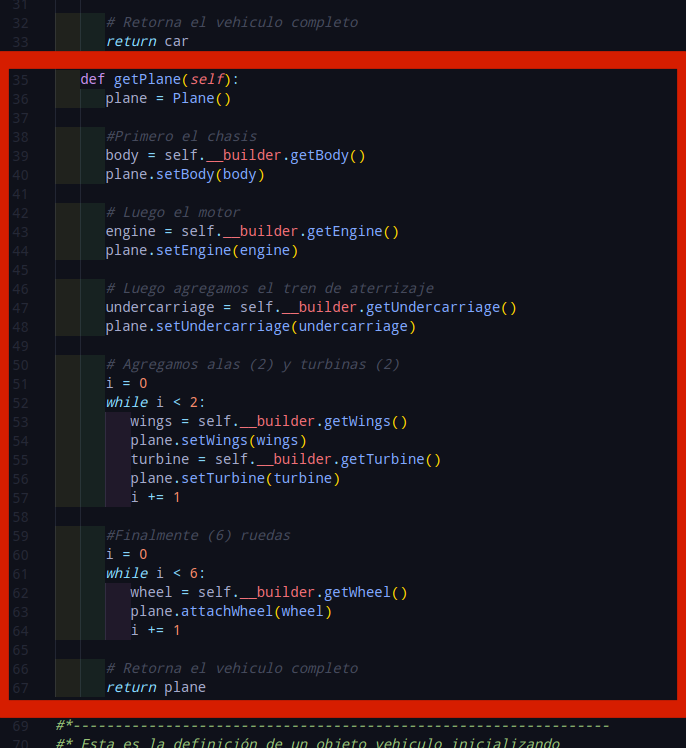 31
32 # Retorna el vehiculo completo
33 return car
35 def getPlane(self):
36 plane = Plane()
37
38 #Primero el chasis
39 body = self.__builder.getBody()
40 plane.setBody(body)
41
42 # Luego el motor
43 engine = self.__builder.getEngine()
44 plane.setEngine(engine)
45
46 # Luego agregamos el tren de aterrizaje
47 undercarriage = self.__builder.getUndercarriage()
48 plane.setUndercarriage(undercarriage)
49
50 # Agregamos alas (2) y turbinas (2)
51 i = 0
52 while i < 2:
53 wings = self.__builder.getWings()
54 plane.setWings(wings)
55 turbine = self.__builder.getTurbine()
56 plane.setTurbine(turbine)
57 i += 1
58
59 #Finalmente (6) ruedas
60 i = 0
61 while i < 6:
62 wheel = self.__builder.getWheel()
63 plane.attachWheel(wheel)
64 i += 1
65
66 # Retorna el vehiculo completo
67 return plane
69 #*----------------------------------------------------------------
70 #* Esta es la definición de un objeto vehiculo inicializando